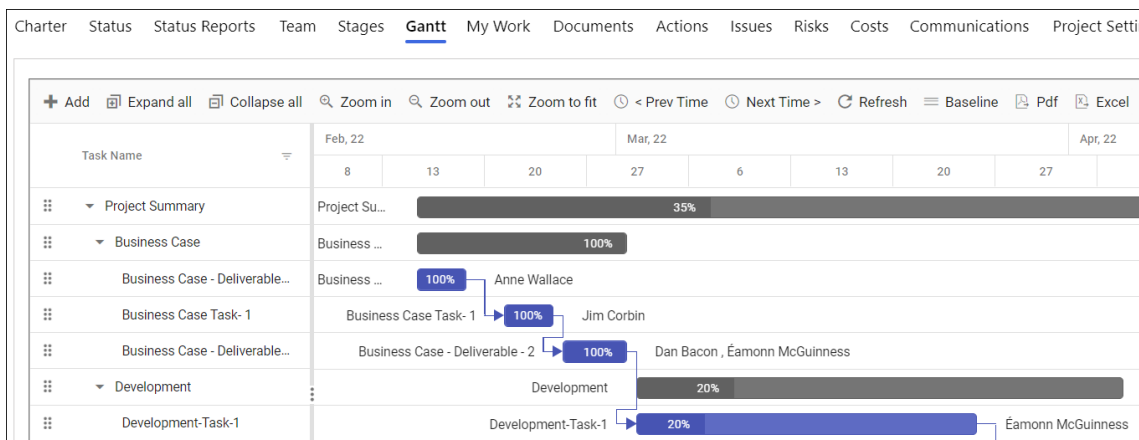 Charter Status Status Reports Team Stages Gantt My Work Documents Actions Issues Risks Costs Communications Project Setti
Add Expand all Collapse all Zoom in Zoom out Zoom to fit < Prev Time Next Time > Refresh Baseline Pdf Excel
Task Name Feb, 22 Mar, 22 Apr, 22
8 13 20 27 6 13 20 27
Project Summary Project Su... 35%
Business Case Business ... 100%
Business Case - Deliverable... Business ... 100% Anne Wallace
Business Case Task- 1 Business Case Task- 1 100% Jim Corbin
Business Case - Deliverable... Business Case - Deliverable - 2 100% Dan Bacon , Éamonn McGuinness
Development Development 20%
Development-Task-1 Development-Task-1 20% Éamonn McGuinness